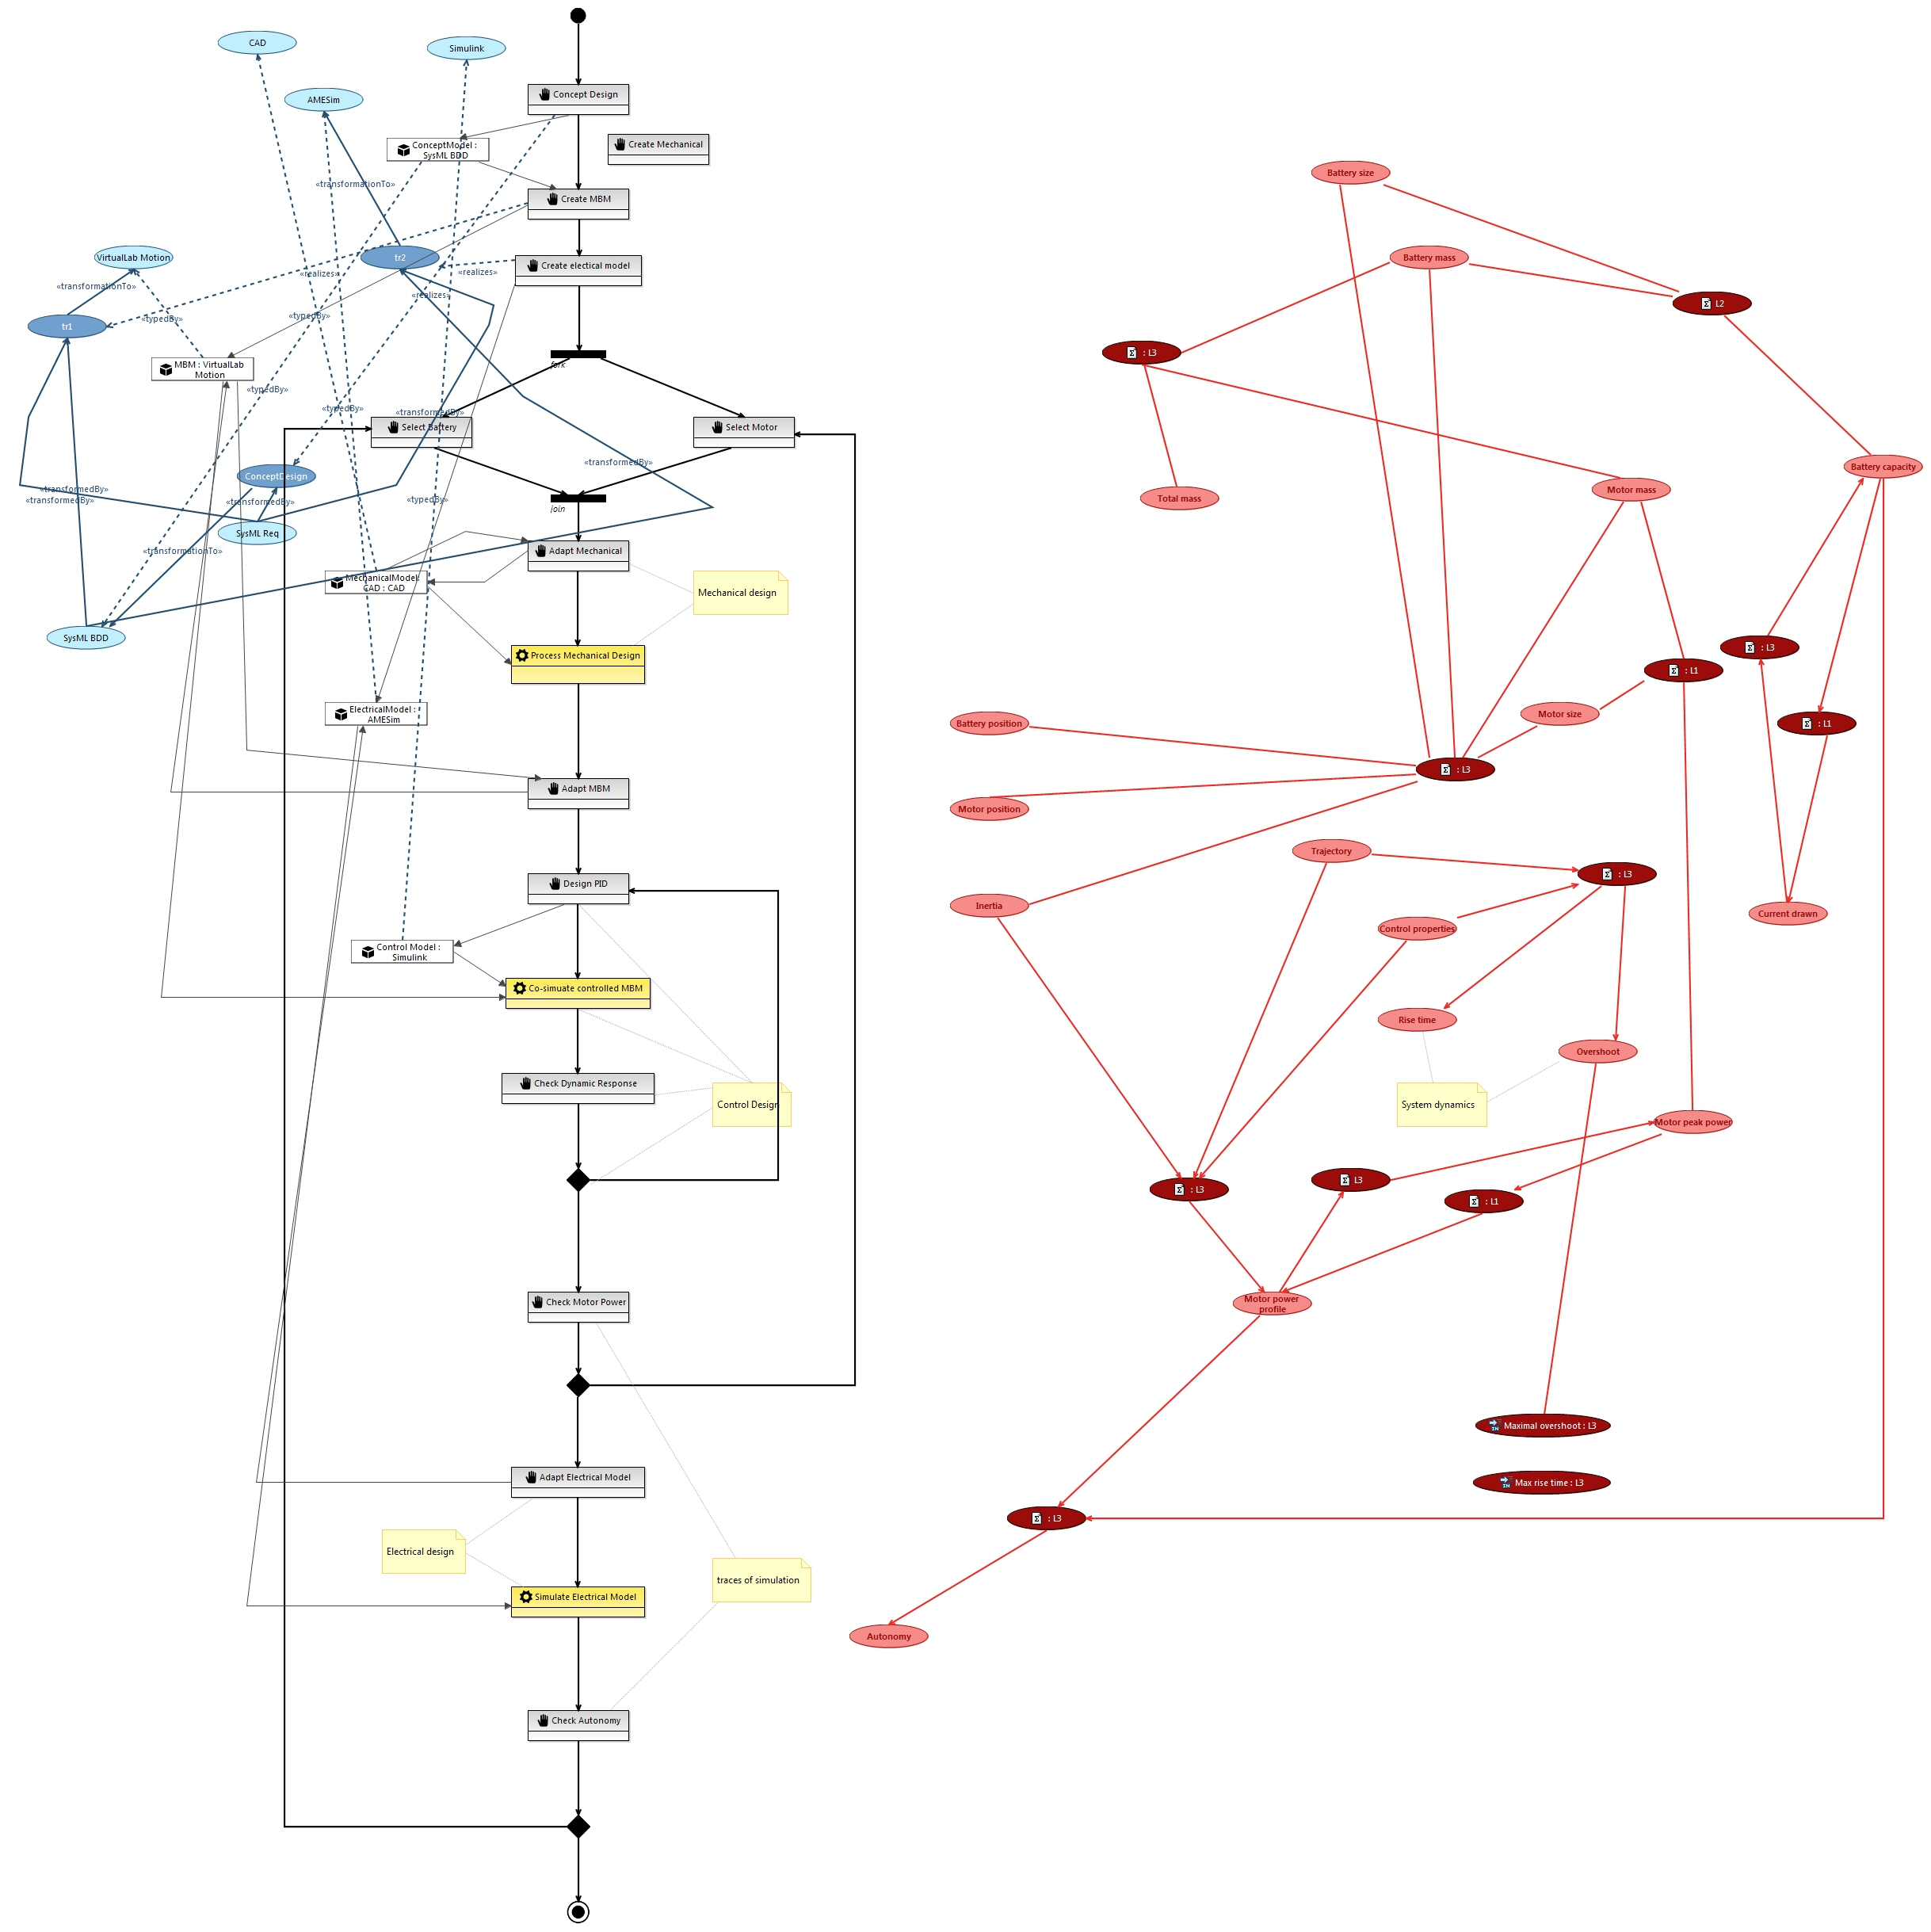 CAD
Simulink
Concept Design
AMESim
ConceptModel :
SysML BDD
Create Mechanical
«transformationTo»
Create MBM
VirtualLab Motion
tr2
Create electical model
«realizes»
«realizes»
«transformationTo»
«realizes»
«typedBy»
«typedBy»
tr1
MBM : VirtualLab
Motion
fork
«typedBy»
«typedBy»
«transformedBy»
Select Battery
Select Motor
«transformedBy»
ConceptDesign
«transformedBy»
«transformedBy»
«transformedBy»
«typedBy»
join
SysML Req
«transformationTo»
Adapt Mechanical
MechanicalModel:
CAD : CAD
Mechanical design
SysML BDD
Process Mechanical Design
ElectricalModel :
AMESim
Adapt MBM
Design PID
Control Model :
Simulink
Co-simuate controlled MBM
Check Dynamic Response
Control Design
Check Motor Power
Adapt Electrical Model
Electrical design
traces of simulation
Simulate Electrical Model
Check Autonomy
Battery size
Battery mass
L2
: L3
Battery capacity
Total mass
Motor mass
: L3
: L1
Battery position
Motor size
: L1
: L3
Motor position
Trajectory
: L3
Inertia
Control properties
Current drawn
Rise time
Overshoot
System dynamics
Motor peak power
: L3
L3
: L1
Motor power
profile
Maximal overshoot : L3
Max rise time : L3
: L3
Autonomy